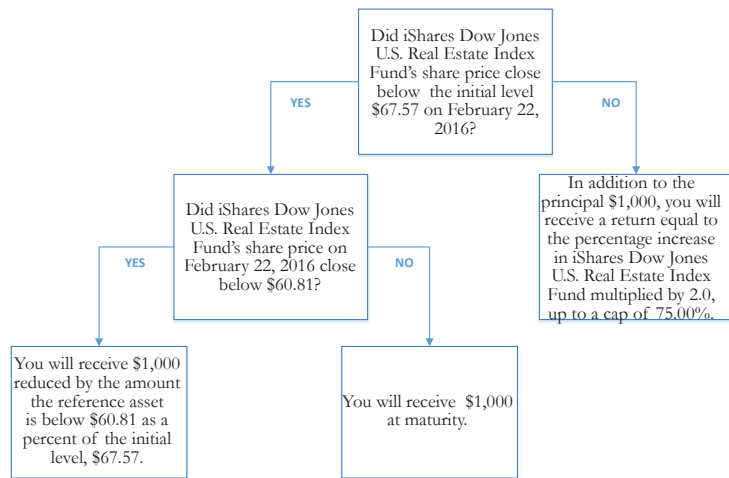 Did iShares Dow Jones
U.S. Real Estate Index
Fund's share price close
below the initial level
$67.57 on February 22,
2016?
YES
NO
Did iShares Dow Jones
U.S. Real Estate Index
Fund's share price on
February 22, 2016 close
below $60.81?
In addition to the
principal $1,000, you will
receive a return equal to
the percentage increase
in iShares Dow Jones
U.S. Real Estate Index
Fund multiplied by 2.0,
up to a cap of 75.00%.
YES
NO
You will receive $1,000
reduced by the amount
the reference asset
is below $60.81 as a
percent of the initial
level, $67.57.
You will receive $1,000
at maturity.